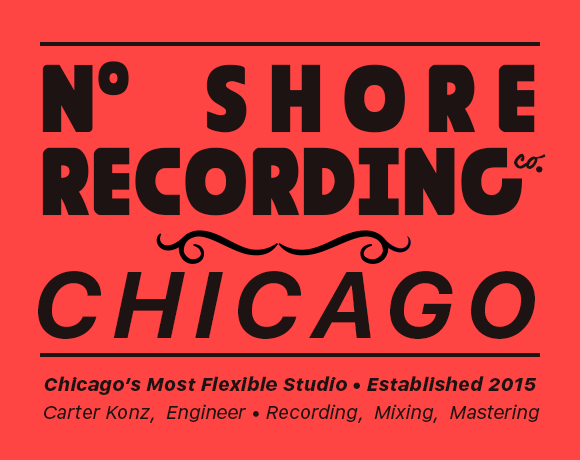 Nº SHORE
RECORDING co.
CHICAGO
Chicago’s Most Flexible Studio • Established 2015
Carter Konz, Engineer • Recording, Mixing, Mastering